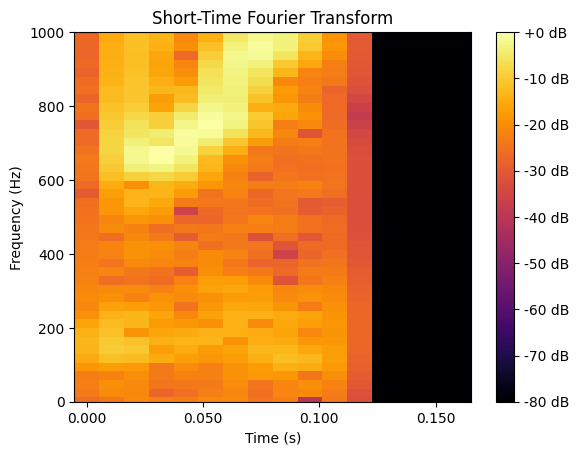 Short-Time Fourier Transform
1000
800
600
400
200
0
Frequency (Hz)
0.000
0.050
0.100
0.150
Time (s)
+0 dB
-10 dB
-20 dB
-30 dB
-40 dB
-50 dB
-60 dB
-70 dB
-80 dB